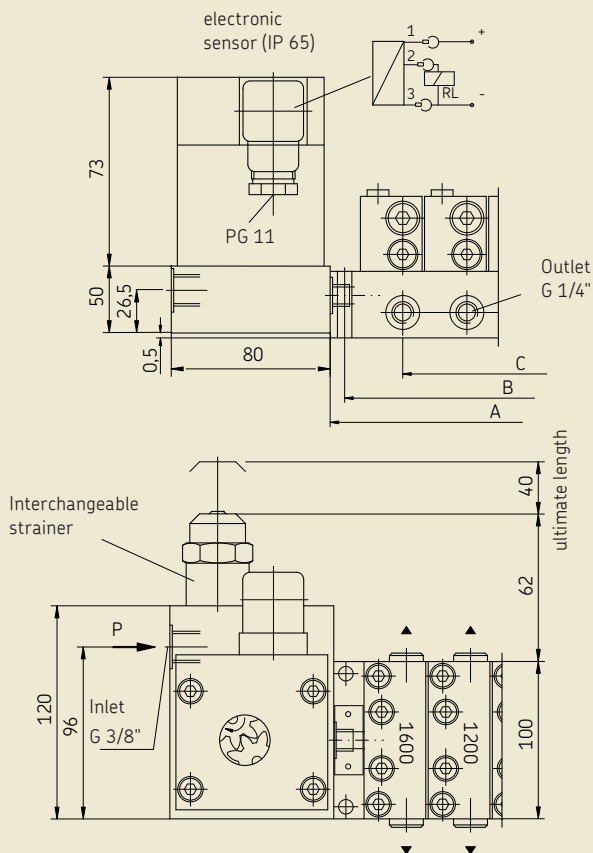 electronic
sensor (IP 65)
1
+
2
RL
3
-
73
PG 11
50
26,5
0,5
80
Outlet
G 1/4"
C
B
A
ultimate length
40
Interchangeable
strainer
62
P
120
96
Inlet
G 3/8"
1600
1200
100